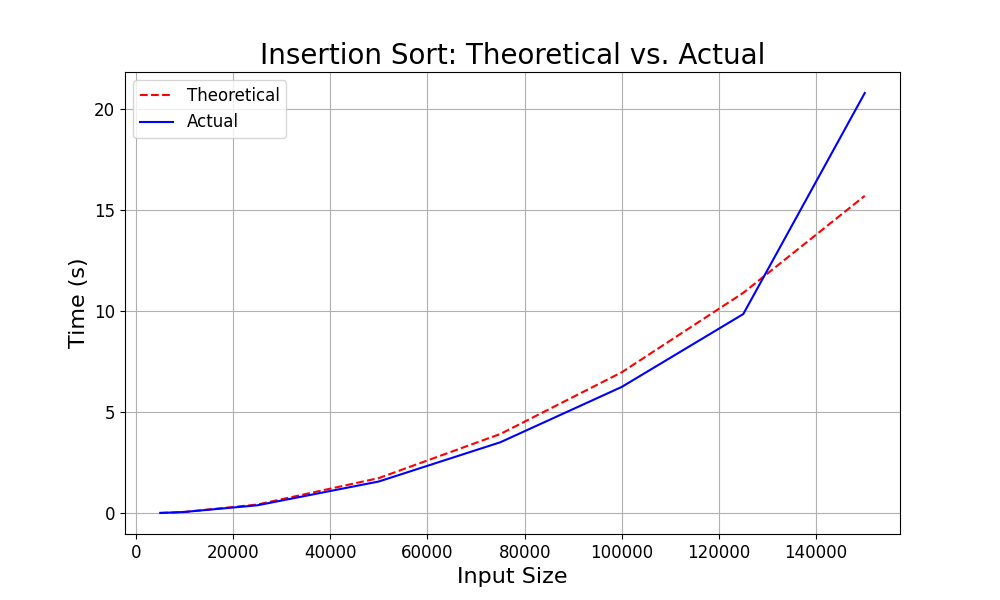 Insertion Sort: Theoretical vs. Actual
Theoretical
Actual
20
15
10
5
0
Time (s)
0 20000 40000 60000 80000 100000 120000 140000
Input Size